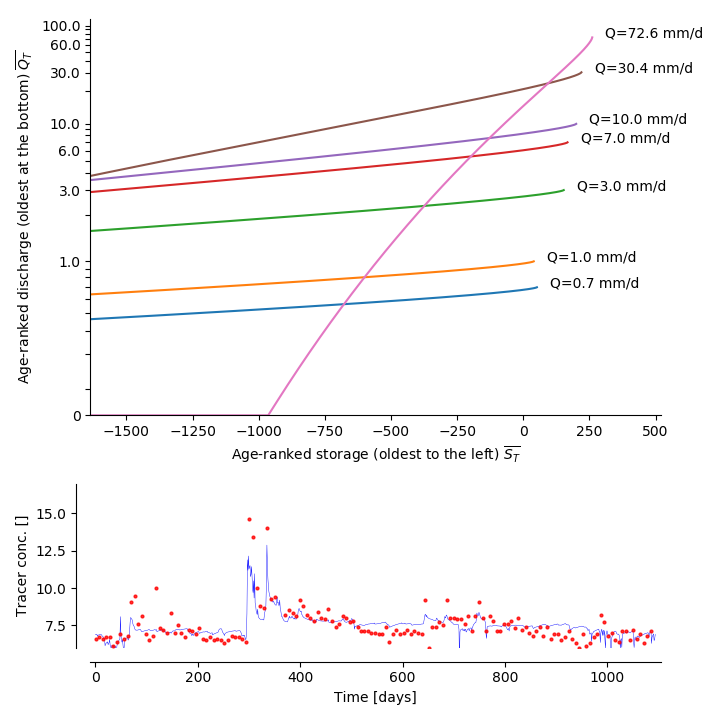 100.0
60.0
30.0
10.0
6.0
3.0
1.0
0
Age-ranked discharge (oldest at the bottom) Q_T
Q=72.6 mm/d
Q=30.4 mm/d
Q=10.0 mm/d
Q=7.0 mm/d
Q=3.0 mm/d
Q=1.0 mm/d
Q=0.7 mm/d
−1500 −1250 −1000 −750 −500 −250 0 250 500
Age-ranked storage (oldest to the left) S_T
15.0
12.5
10.0
7.5
Tracer conc. []
0 200 400 600 800 1000
Time [days]